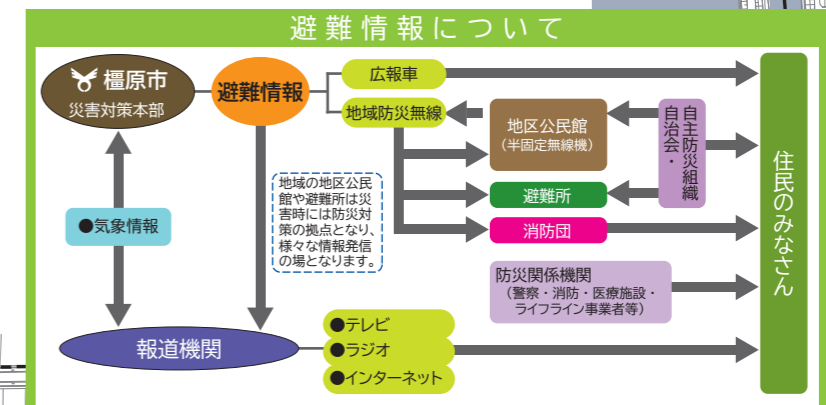 避難情報について
橿原市
災害対策本部
避難情報
広報車
地域防災無線
地区公民館
（半固定無線機）
自主防災組織
自治会・
避難所
消防団
地域の地区公民
館や避難所は災
害時には防災対
策の拠点となり、
様々な情報発信
の場となります。
●気象情報
防災関係機関
（警察・消防・医療施設・
ライフライン事業者等）
報道機関
●テレビ
●ラジオ
●インターネット
住民のみなさん